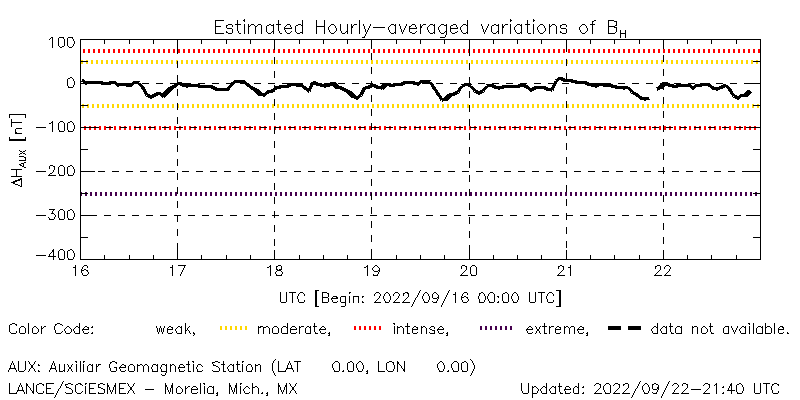 Estimated Hourly-averaged variations of BH
100
0
-100
-200
-300
-400
ΔHAUX [nT]
16 17 18 19 20 21 22
UTC [Begin: 2022/09/16 00:00 UTC]
Color Code: weak, moderate, intense, extreme, data not available.
AUX: Auxiliar Geomagnetic Station (LAT 0.00, LON 0.00)
LANCE/SCiESMEX - Morelia, Mich., MX Updated: 2022/09/22-21:40 UTC